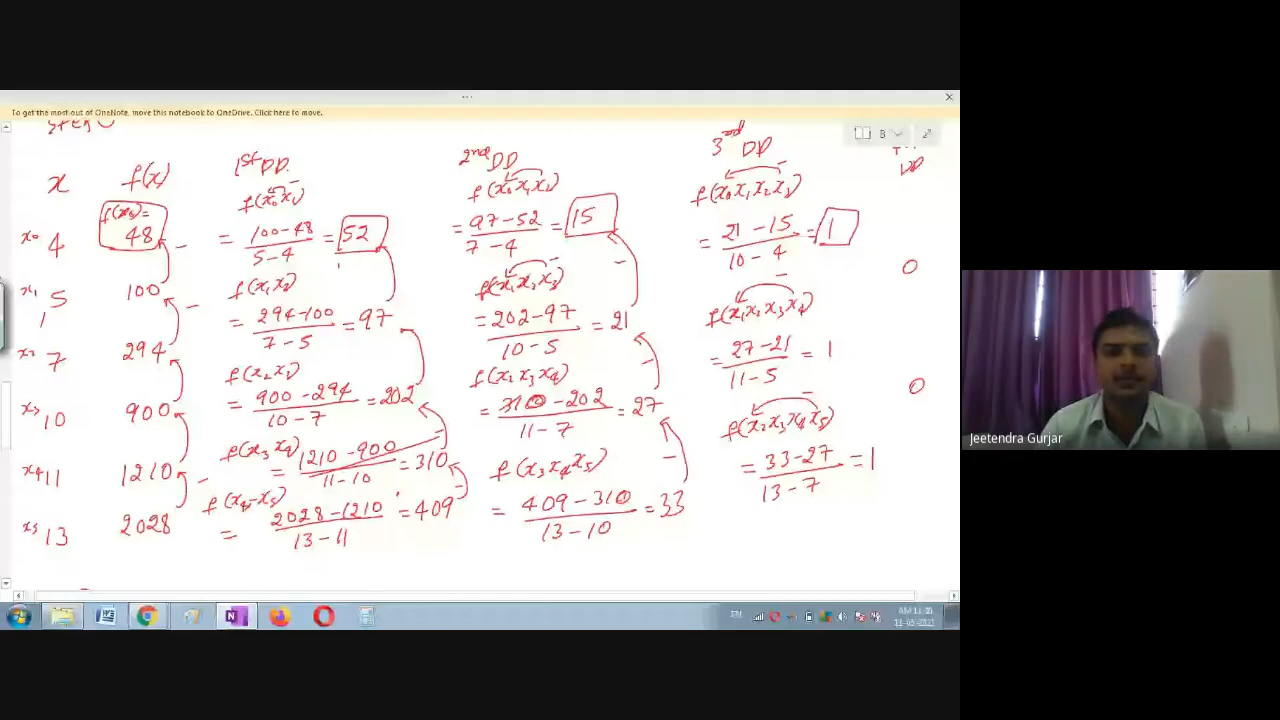 To get the most out of OneNote, move this notebook to OneDrive. Click here to move.
x f(x) 1st DD. 2nd DD 3rd DD DD
f(x0)= f(x0 x1) f(x0 x1 x2) f(x0 x1 x2 x3)
x0 4 48 = 100-48 / 5-4 = 52 = 97-52 / 7-4 = 15 = 21-15 / 10-4 = 1
f(x1 x2) f(x1 x2 x3) 0
x1 5 100 = 294-100 / 7-5 = 97 = 202-97 / 10-5 = 21 f(x1 x2 x3 x4)
1
x2 7 294 f(x2 x3) f(x2 x3 x4) = 27-21 / 11-5 = 1
x3 10 900 = 900-294 / 10-7 = 202 = 310-202 / 11-7 = 27 0
f(x3 x4) f(x2 x3 x4 x5)
x4 11 1210 = 1210-900 / 11-10 = 310 f(x3 x4 x5) = 33-27 / 13-7 = 1
f(x4-x5)
x5 13 2028 = 2028-1210 / 13-11 = 409 = 409-310 / 13-10 = 33
Jeetendra Gurjar
EN